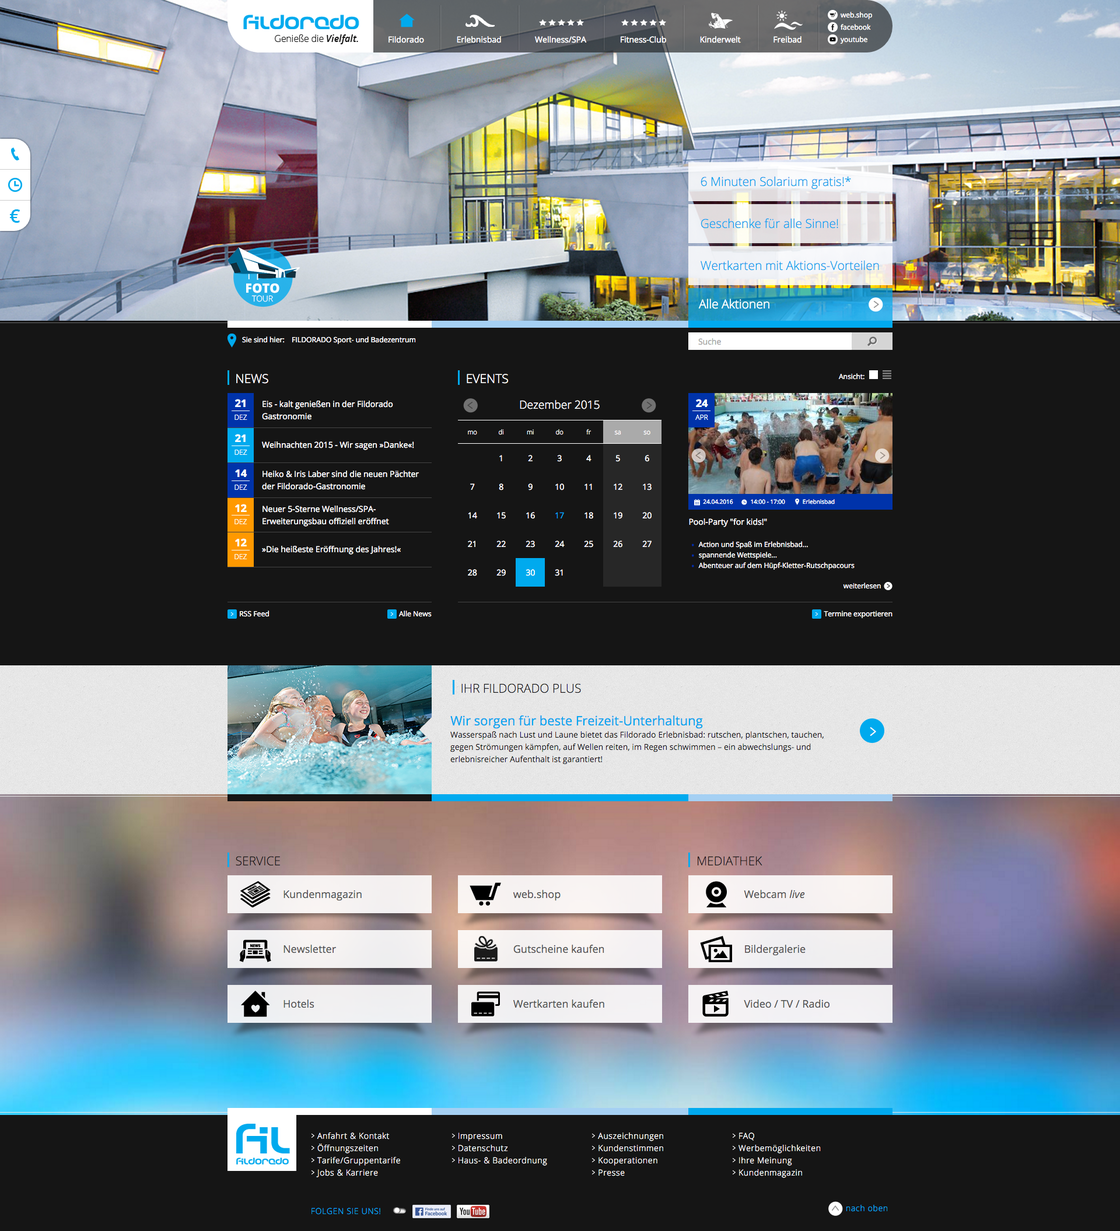 Fildorado
Genieße die Vielfalt.
Fildorado
Erlebnisbad
Wellness/SPA
Fitness-Club
Kinderwelt
Freibad
web.shop
facebook
youtube
€
6 Minuten Solarium gratis!*
Geschenke für alle Sinne!
Wertkarten mit Aktions-Vorteilen
Alle Aktionen
FOTO
TOUR
Sie sind hier: FILDORADO Sport- und Badezentrum
Suche
NEWS
21
DEZ
Eis - kalt genießen in der Fildorado
Gastronomie
21
DEZ
Weihnachten 2015 - Wir sagen »Danke«!
14
DEZ
Heiko & Iris Laber sind die neuen Pächter
der Fildorado-Gastronomie
12
DEZ
Neuer 5-Sterne Wellness/SPA-
Erweiterungsbau offiziell eröffnet
12
DEZ
»Die heißeste Eröffnung des Jahres!«
RSS Feed
Alle News
EVENTS
Dezember 2015
mo di mi do fr sa so
1 2 3 4 5 6
7 8 9 10 11 12 13
14 15 16 17 18 19 20
21 22 23 24 25 26 27
28 29 30 31
Ansicht:
24
APR
24.04.2016 14:00 - 17:00 Erlebnisbad
Pool-Party "for kids!"
Action und Spaß im Erlebnisbad...
spannende Wettspiele...
Abenteuer auf dem Hüpf-Kletter-Rutschparcours
weiterlesen
Termine exportieren
IHR FILDORADO PLUS
Wir sorgen für beste Freizeit-Unterhaltung
Wasserspaß nach Lust und Laune bietet das Fildorado Erlebnisbad: rutschen, plantschen, tauchen,
gegen Strömungen kämpfen, auf Wellen reiten, im Regen schwimmen – ein abwechslungs- und
erlebnisreicher Aufenthalt ist garantiert!
SERVICE
Kundenmagazin
NEWS
Newsletter
Hotels
web.shop
Gutscheine kaufen
Wertkarten kaufen
MEDIATHEK
Webcam live
Bildergalerie
Video / TV / Radio
Fil
Fildorado
> Anfahrt & Kontakt
> Öffnungszeiten
> Tarife/Gruppentarife
> Jobs & Karriere
> Impressum
> Datenschutz
> Haus- & Badeordnung
> Auszeichnungen
> Kundenstimmen
> Kooperationen
> Presse
> FAQ
> Werbemöglichkeiten
> Ihre Meinung
> Kundenmagazin
FOLGEN SIE UNS!
Finde uns auf
Facebook
YouTube
nach oben